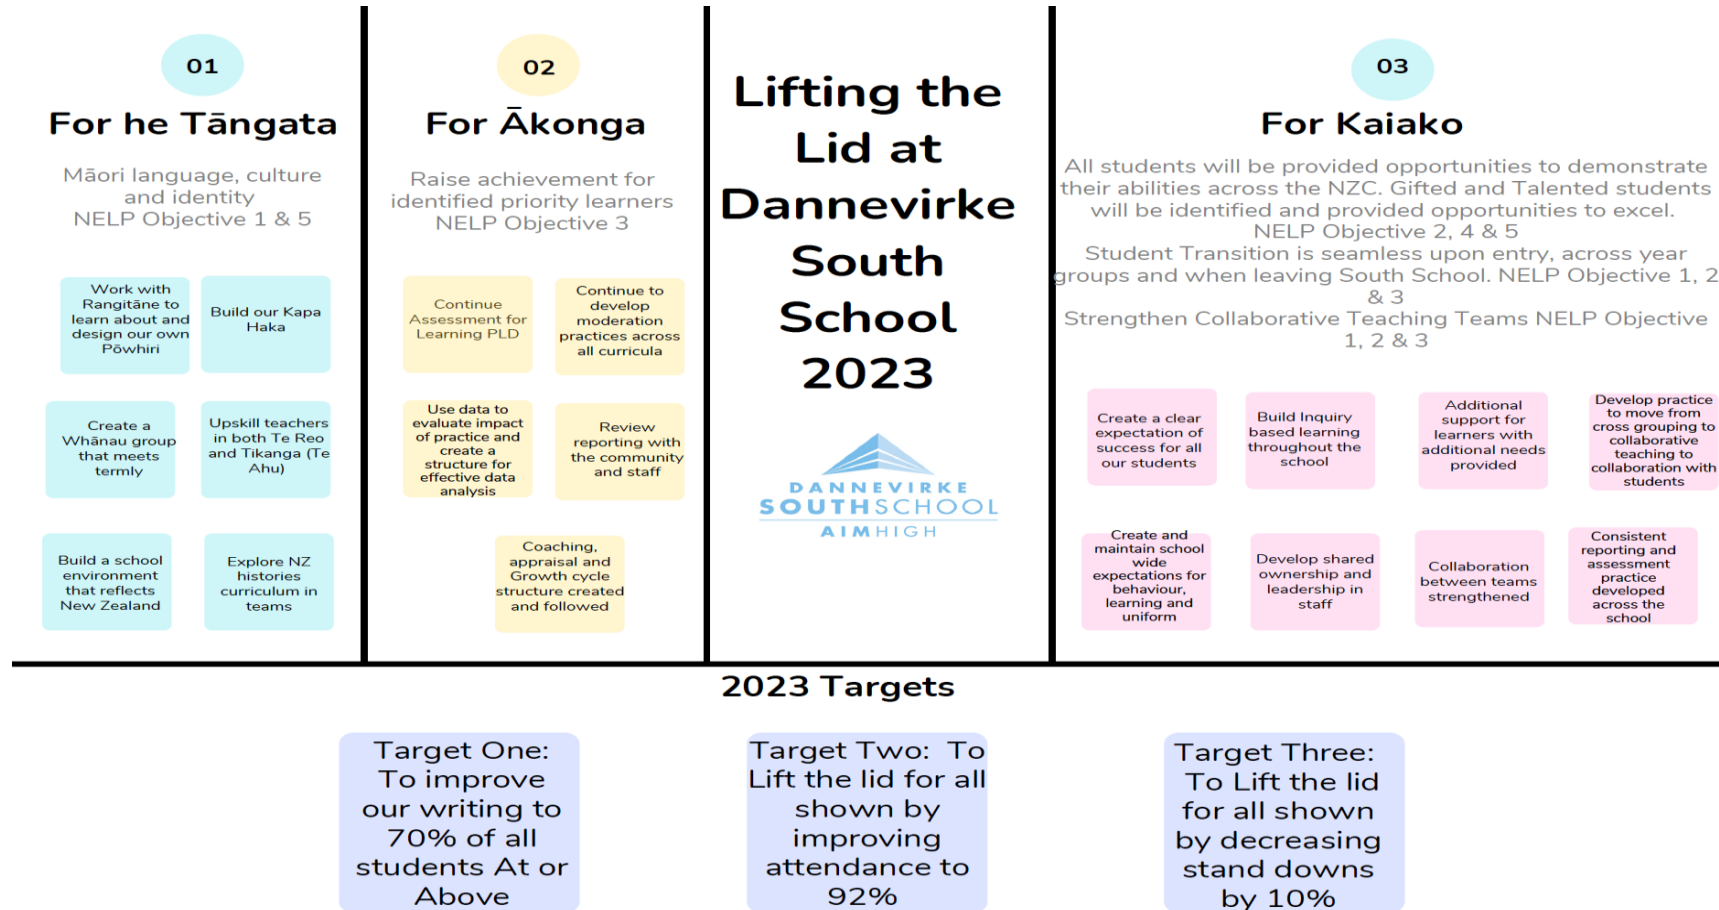 01
For he Tāngata
Māori language, culture
and identity
NELP Objective 1 & 5
Work with
Rangitāne to
learn about and
design our own
Pōwhiri
Build our Kapa
Haka
Create a
Whānau group
that meets
termly
Upskill teachers
in both Te Reo
and Tikanga (Te
Ahu)
Build a school
environment
that reflects
New Zealand
Explore NZ
histories
curriculum in
teams
02
For Ākonga
Raise achievement for
identified priority learners
NELP Objective 3
Continue
Assessment for
Learning PLD
Continue to
develop
moderation
practices across
all curricula
Use data to
evaluate impact
of practice and
create a
structure for
effective data
analysis
Review
reporting with
the community
and staff
Coaching,
appraisal and
Growth cycle
structure created
and followed
Lifting the
Lid at
Dannevirke
South
School
2023
DANNEVIRKE
SOUTHSCHOOL
AIMHIGH
03
For Kaiako
All students will be provided opportunities to demonstrate
their abilities across the NZC. Gifted and Talented students
will be identified and provided opportunities to excel.
NELP Objective 2, 4 & 5
Student Transition is seamless upon entry, across year
groups and when leaving South School. NELP Objective 1, 2
& 3
Strengthen Collaborative Teaching Teams NELP Objective
1, 2 & 3
Create a clear
expectation of
success for all
our students
Build Inquiry
based learning
throughout the
school
Additional
support for
learners with
additional needs
provided
Develop practice
to move from
cross grouping to
collaborative
teaching to
collaboration with
students
Create and
maintain school
wide
expectations for
behaviour,
learning and
uniform
Develop shared
ownership and
leadership in
staff
Collaboration
between teams
strengthened
Consistent
reporting and
assessment
practice
developed
across the
school
2023 Targets
Target One:
To improve
our writing to
70% of all
students At or
Above
Target Two:  To
Lift the lid for all
shown by
improving
attendance to
92%
Target Three:
To Lift the lid
for all shown
by decreasing
stand downs
by 10%